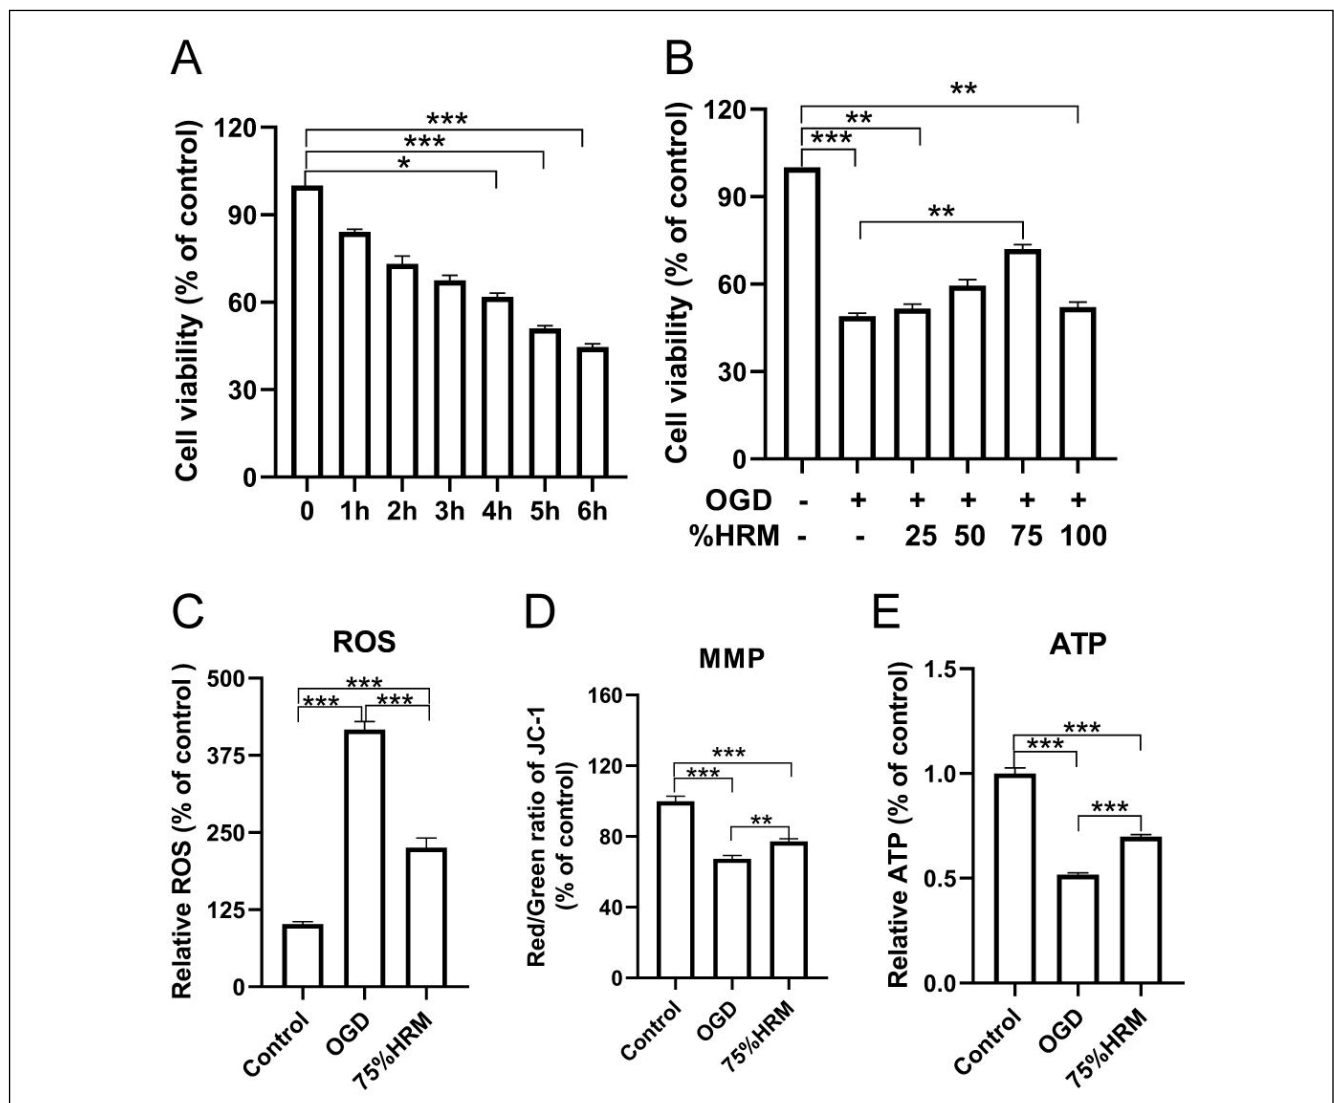 A
Cell viability (% of control)
120
90
60
30
0
***
***
*
0 1h 2h 3h 4h 5h 6h
B
Cell viability (% of control)
120
90
60
30
0
**
**
***
**
OGD - + + + + +
%HRM - - 25 50 75 100
C
ROS
Relative ROS (% of control )
500
375
250
125
0
***
*** ***
Control OGD 75%HRM
D
MMP
Red/Green ratio of JC-1
(% of control)
160
120
80
40
0
***
***
**
Control OGD 75%HRM
E
ATP
Relative ATP (% of control)
1.5
1.0
0.5
0.0
***
***
***
Control OGD 75%HRM